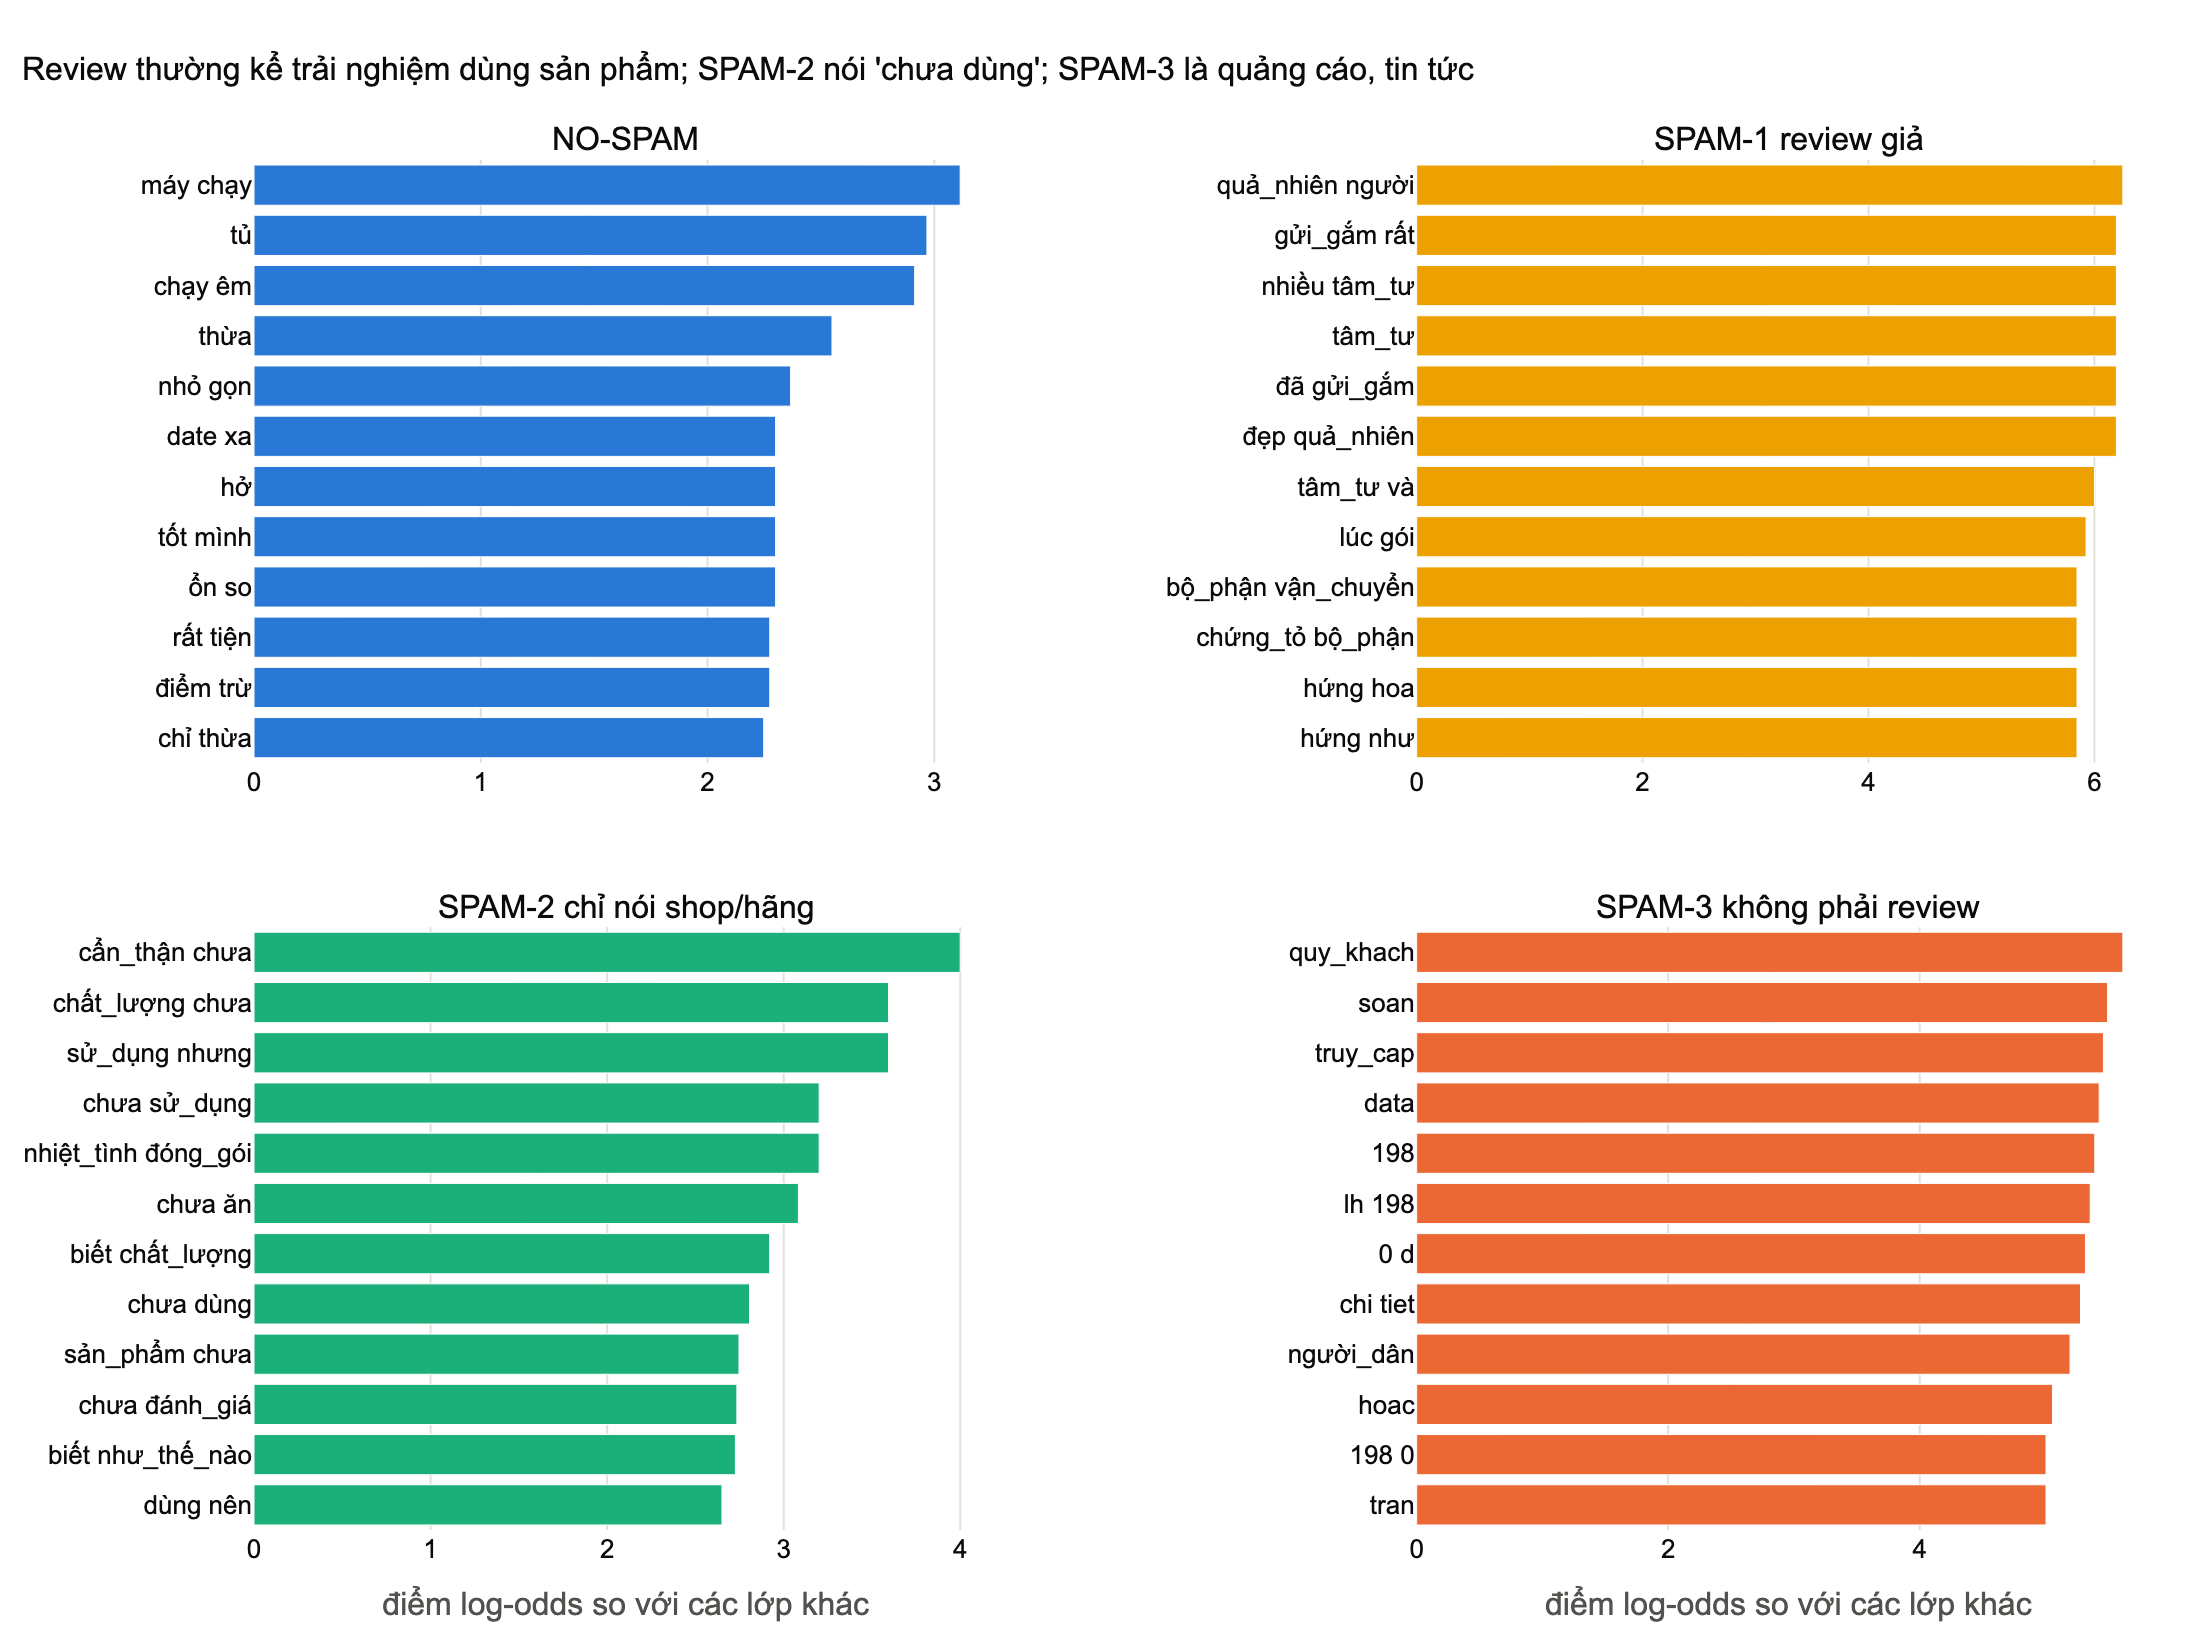 Review thường kể trải nghiệm dùng sản phẩm; SPAM-2 nói 'chưa dùng'; SPAM-3 là quảng cáo, tin tức
NO-SPAM
máy chạy
tủ
chạy êm
thừa
nhỏ gọn
date xa
hở
tốt mình
ổn so
rất tiện
điểm trừ
chỉ thừa
0 1 2 3
SPAM-1 review giả
quả_nhiên người
gửi_gắm rất
nhiều tâm_tư
tâm_tư
đã gửi_gắm
đẹp quả_nhiên
tâm_tư và
lúc gói
bộ_phận vận_chuyển
chứng_tỏ bộ_phận
hứng hoa
hứng như
0 2 4 6
SPAM-2 chỉ nói shop/hãng
cẩn_thận chưa
chất_lượng chưa
sử_dụng nhưng
chưa sử_dụng
nhiệt_tình đóng_gói
chưa ăn
biết chất_lượng
chưa dùng
sản_phẩm chưa
chưa đánh_giá
biết như_thế_nào
dùng nên
0 1 2 3 4
điểm log-odds so với các lớp khác
SPAM-3 không phải review
quy_khach
soan
truy_cap
data
198
lh 198
0 d
chi tiet
người_dân
hoac
198 0
tran
0 2 4
điểm log-odds so với các lớp khác